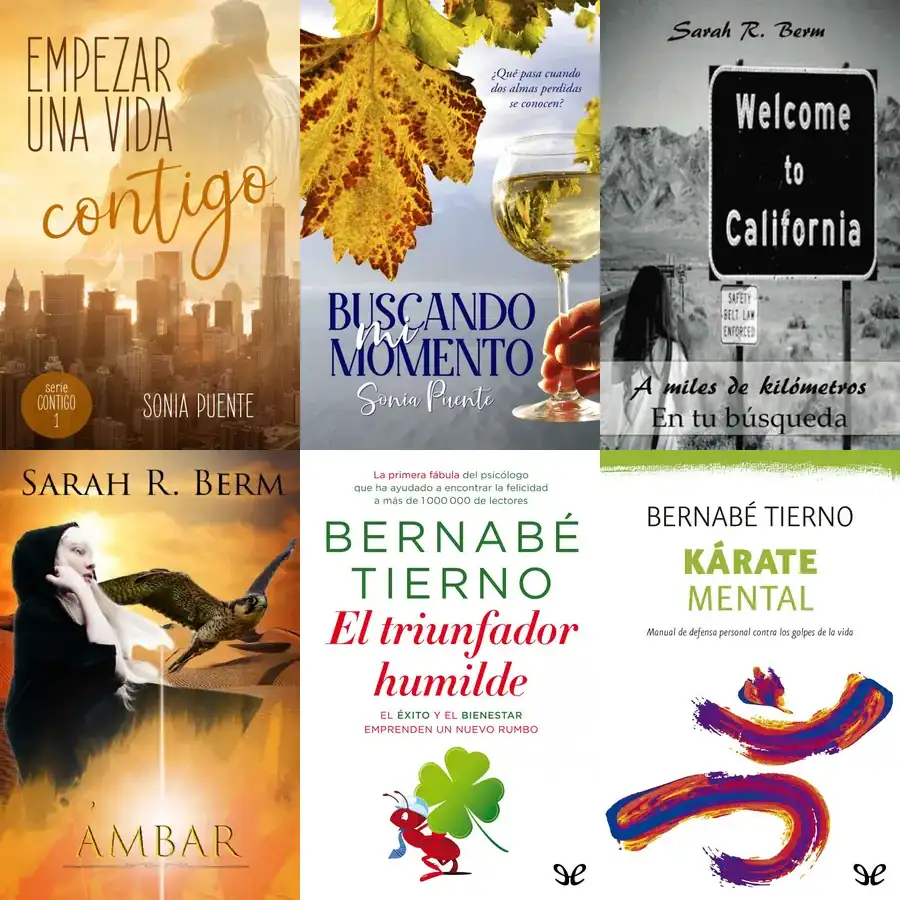 EMPEZAR
UNA VIDA
contigo
serie
CONTIGO
1
SONIA PUENTE
¿Qué pasa cuando
dos almas perdidas
se conocen?
BUSCANDO
mi
MOMENTO
Sonia Puente
Sarah R. Berm
Welcome
to
California
SAFETY
BELT LAW
ENFORCED
A miles de kilómetros
En tu búsqueda
SARAH R. BERM
ÁMBAR
La primera fábula del psicólogo
que ha ayudado a encontrar la felicidad
a más de 1 000 000 de lectores
BERNABÉ
TIERNO
El triunfador
humilde
EL ÉXITO Y EL BIENESTAR
EMPRENDEN UN NUEVO RUMBO
BERNABÉ TIERNO
KÁRATE
MENTAL
Manual de defensa personal contra los golpes de la vida